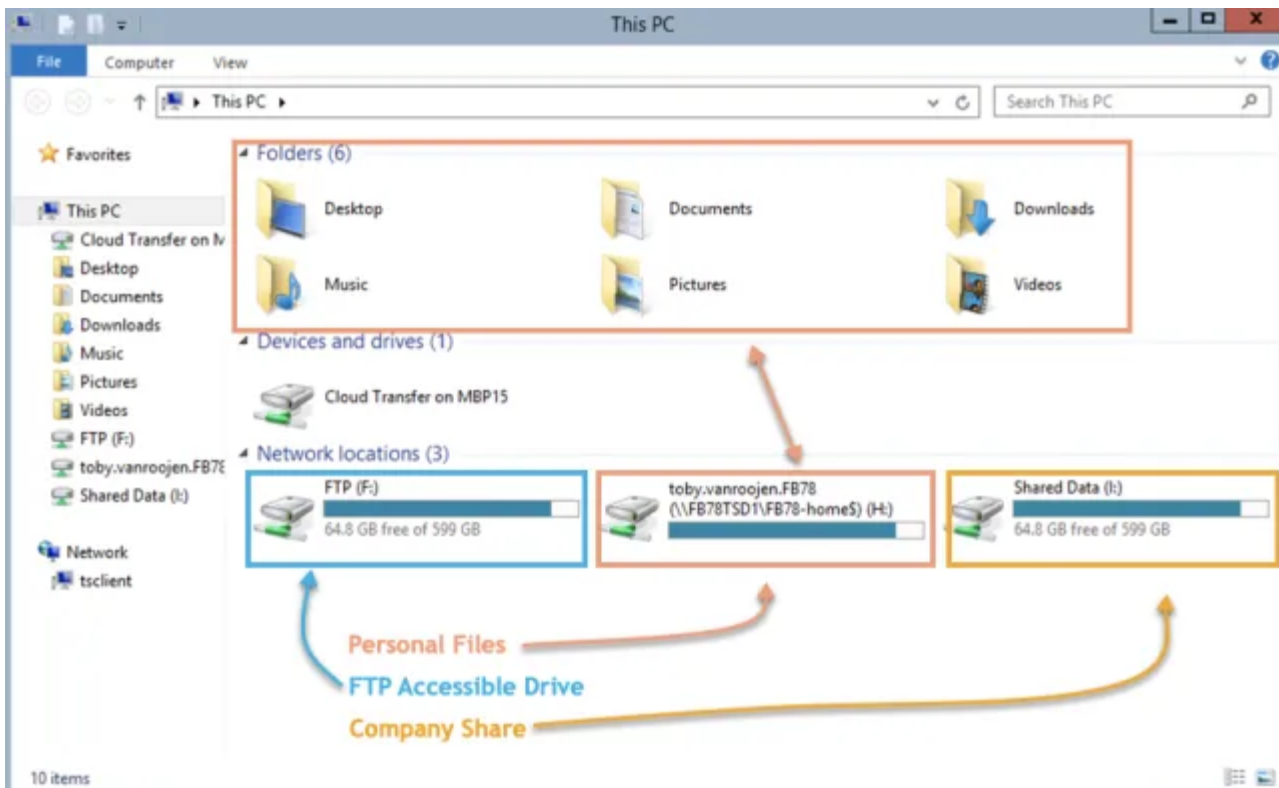 This PC
File Computer View
This PC
Search This PC
Favorites
This PC
Cloud Transfer on M
Desktop
Documents
Downloads
Music
Pictures
Videos
FTP (F:)
toby.vanroojen.FB78
Shared Data (I:)
Network
tsclient
Folders (6)
Desktop
Documents
Downloads
Music
Pictures
Videos
Devices and drives (1)
Cloud Transfer on MBP15
Network locations (3)
FTP (F:)
64.8 GB free of 599 GB
toby.vanroojen.FB78
(\\FB78TSD1\FB78-home$) (H:)
Shared Data (I:)
64.8 GB free of 599 GB
Personal Files
FTP Accessible Drive
Company Share
10 items